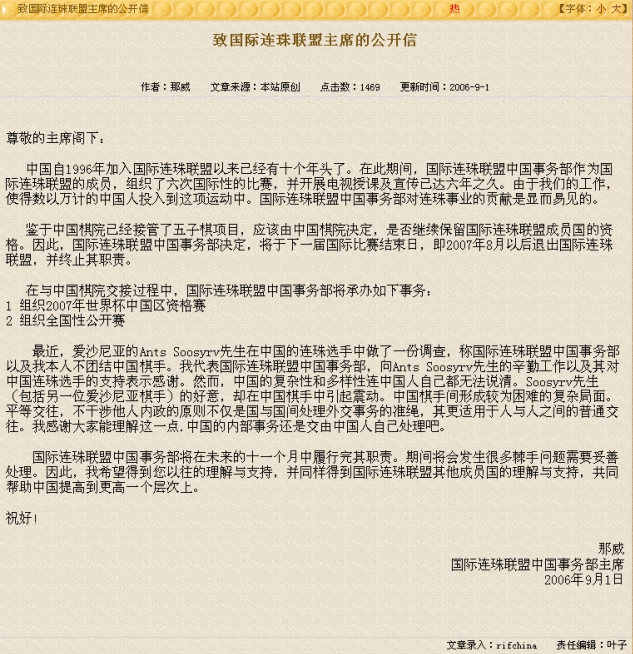 致国际连珠联盟主席的公开信
热
【字体：小 大】
致国际连珠联盟主席的公开信
作者：那威 文章来源：本站原创 点击数：1469 更新时间：2006-9-1
尊敬的主席阁下：
中国自1996年加入国际连珠联盟以来已经有十个年头了。在此期间，国际连珠联盟中国事务部作为国
际连珠联盟的成员，组织了六次国际性的比赛，并开展电视授课及宣传已达六年之久。由于我们的工作，
使得数以万计的中国人投入到这项运动中。国际连珠联盟中国事务部对连珠事业的贡献是显而易见的。
鉴于中国棋院已经接管了五子棋项目，应该由中国棋院决定，是否继续保留国际连珠联盟成员国的资
格。因此，国际连珠联盟中国事务部决定，将于下一届国际比赛结束日，即2007年8月以后退出国际连珠
联盟，并终止其职责。
在与中国棋院交接过程中，国际连珠联盟中国事务部将承办如下事务：
1 组织2007年世界杯中国区资格赛
2 组织全国性公开赛
最近，爱沙尼亚的Ants Soosyrv先生在中国的连珠选手中做了一份调查，称国际连珠联盟中国事务部
以及我本人不团结中国棋手。我代表国际连珠联盟中国事务部，向Ants Soosyrv先生的辛勤工作以及其对
中国连珠选手的支持表示感谢。然而，中国的复杂性和多样性连中国人自己都无法说清。Soosyrv先生
（包括另一位爱沙尼亚棋手）的好意，却在中国棋手中引起震动。中国棋手间形成较为困难的复杂局面。
平等交往，不干涉他人内政的原则不仅是国与国间处理外交事务的准绳，其更适用于人与人之间的普通交
往。我感谢大家能理解这一点.中国的内部事务还是交由中国人自己处理吧。
国际连珠联盟中国事务部将在未来的十一个月中履行完其职责。期间将会发生很多棘手问题需要妥善
处理。因此，我希望得到您以往的理解与支持，并同样得到国际连珠联盟其他成员国的理解与支持，共同
帮助中国提高到更高一个层次上。
祝好！
那威
国际连珠联盟中国事务部主席
2006年9月1日
文章录入：rifchina 责任编辑：叶子